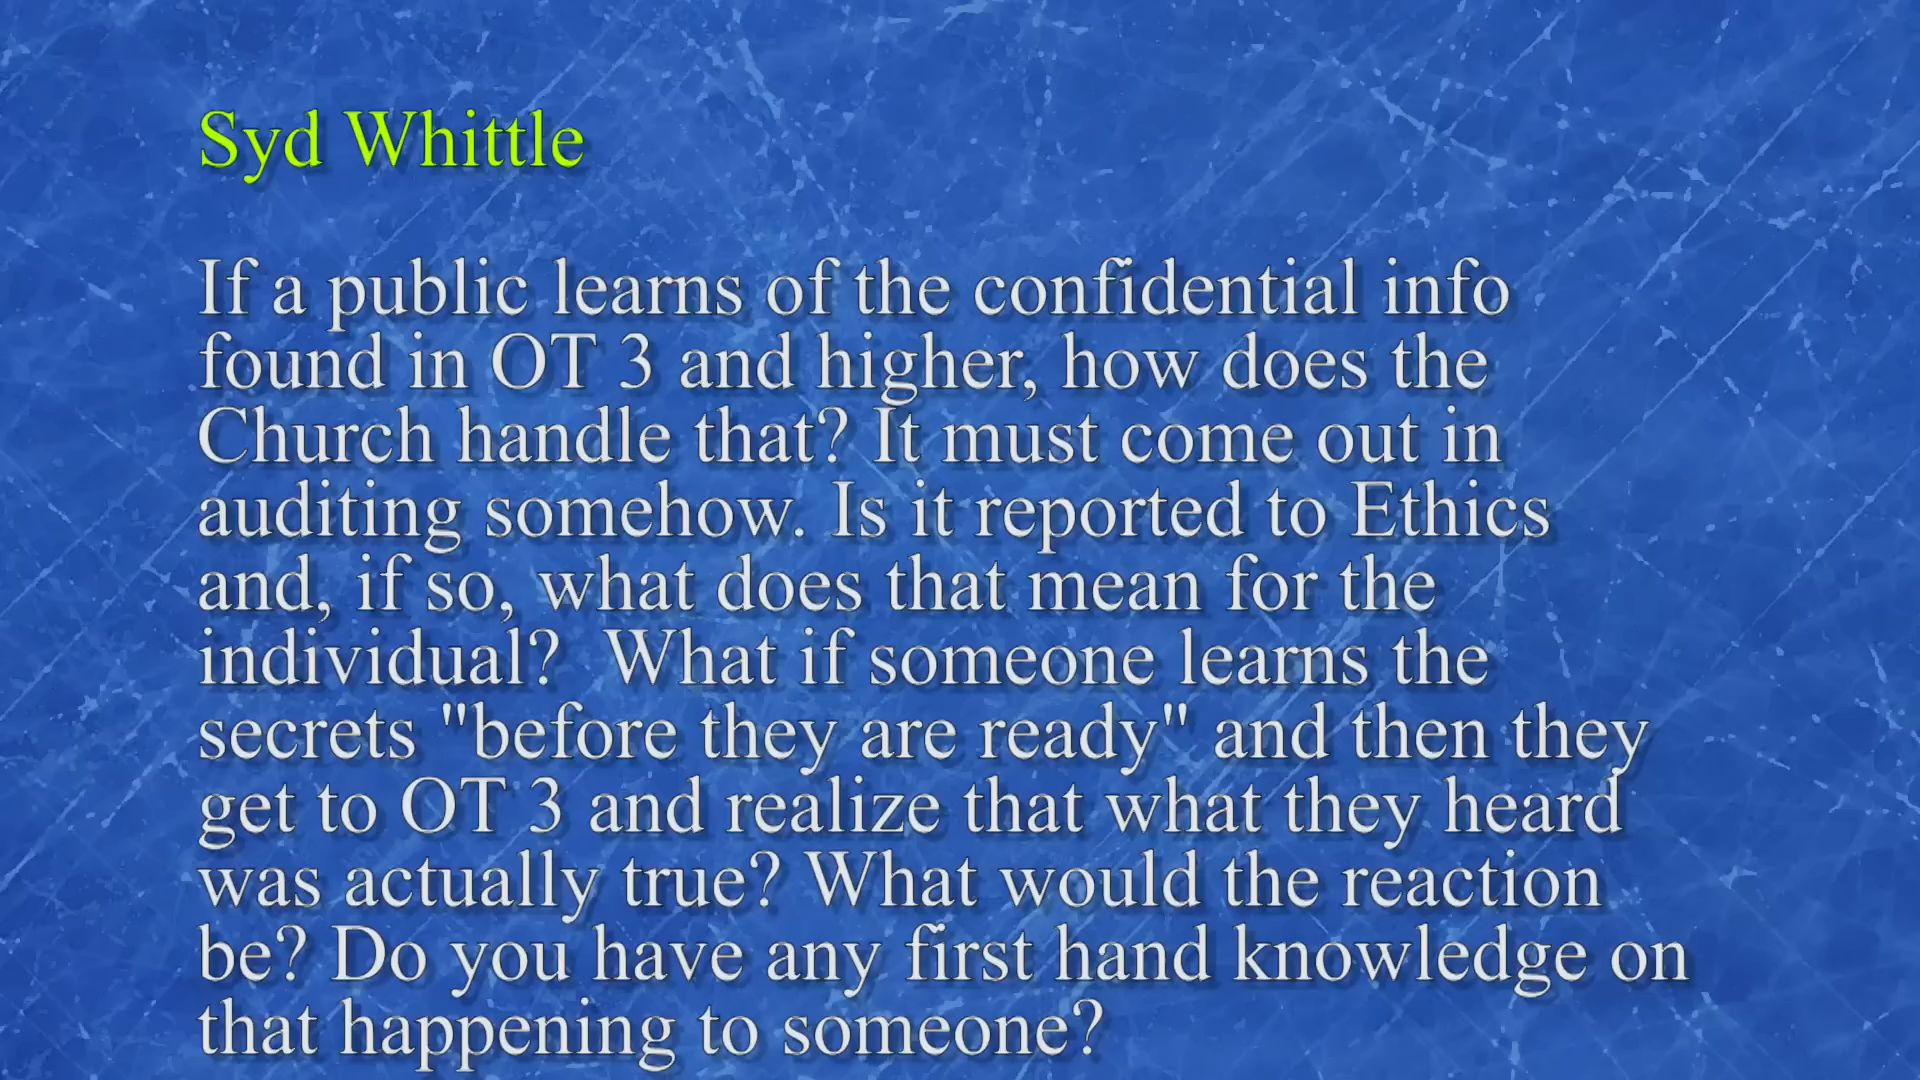 Syd Whittle
If a public learns of the confidential info
found in OT 3 and higher, how does the
Church handle that? It must come out in
auditing somehow. Is it reported to Ethics
and, if so, what does that mean for the
individual?  What if someone learns the
secrets "before they are ready" and then they
get to OT 3 and realize that what they heard
was actually true? What would the reaction
be? Do you have any first hand knowledge on
that happening to someone?